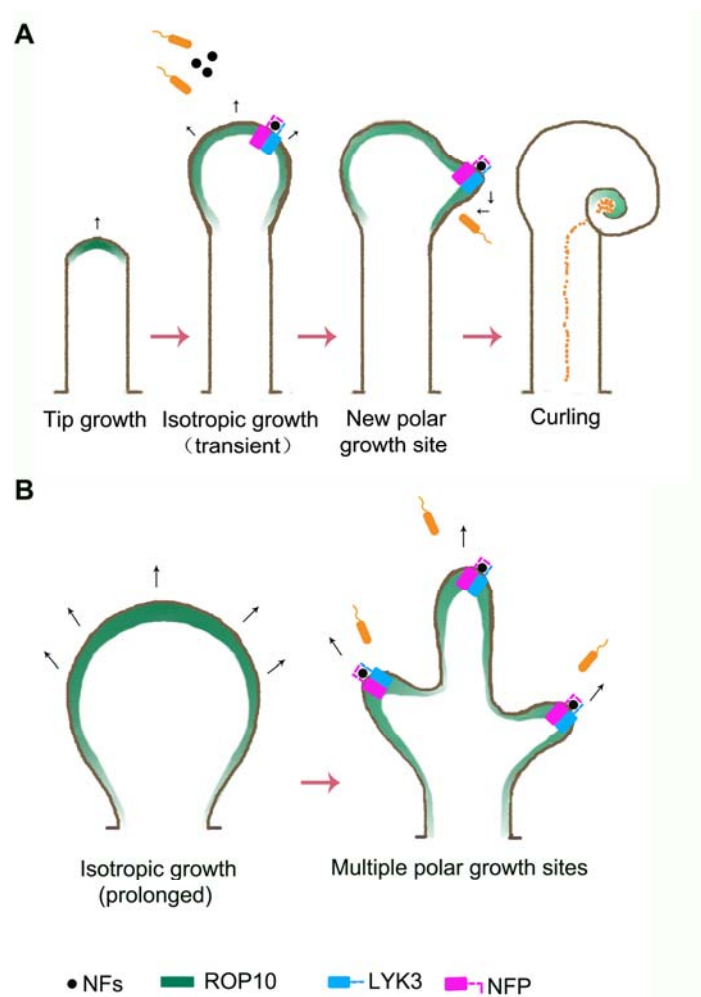 A
Tip growth
Isotropic growth
（transient）
New polar
growth site
Curling
B
Isotropic growth
(prolonged)
Multiple polar growth sites
NFs
ROP10
LYK3
NFP